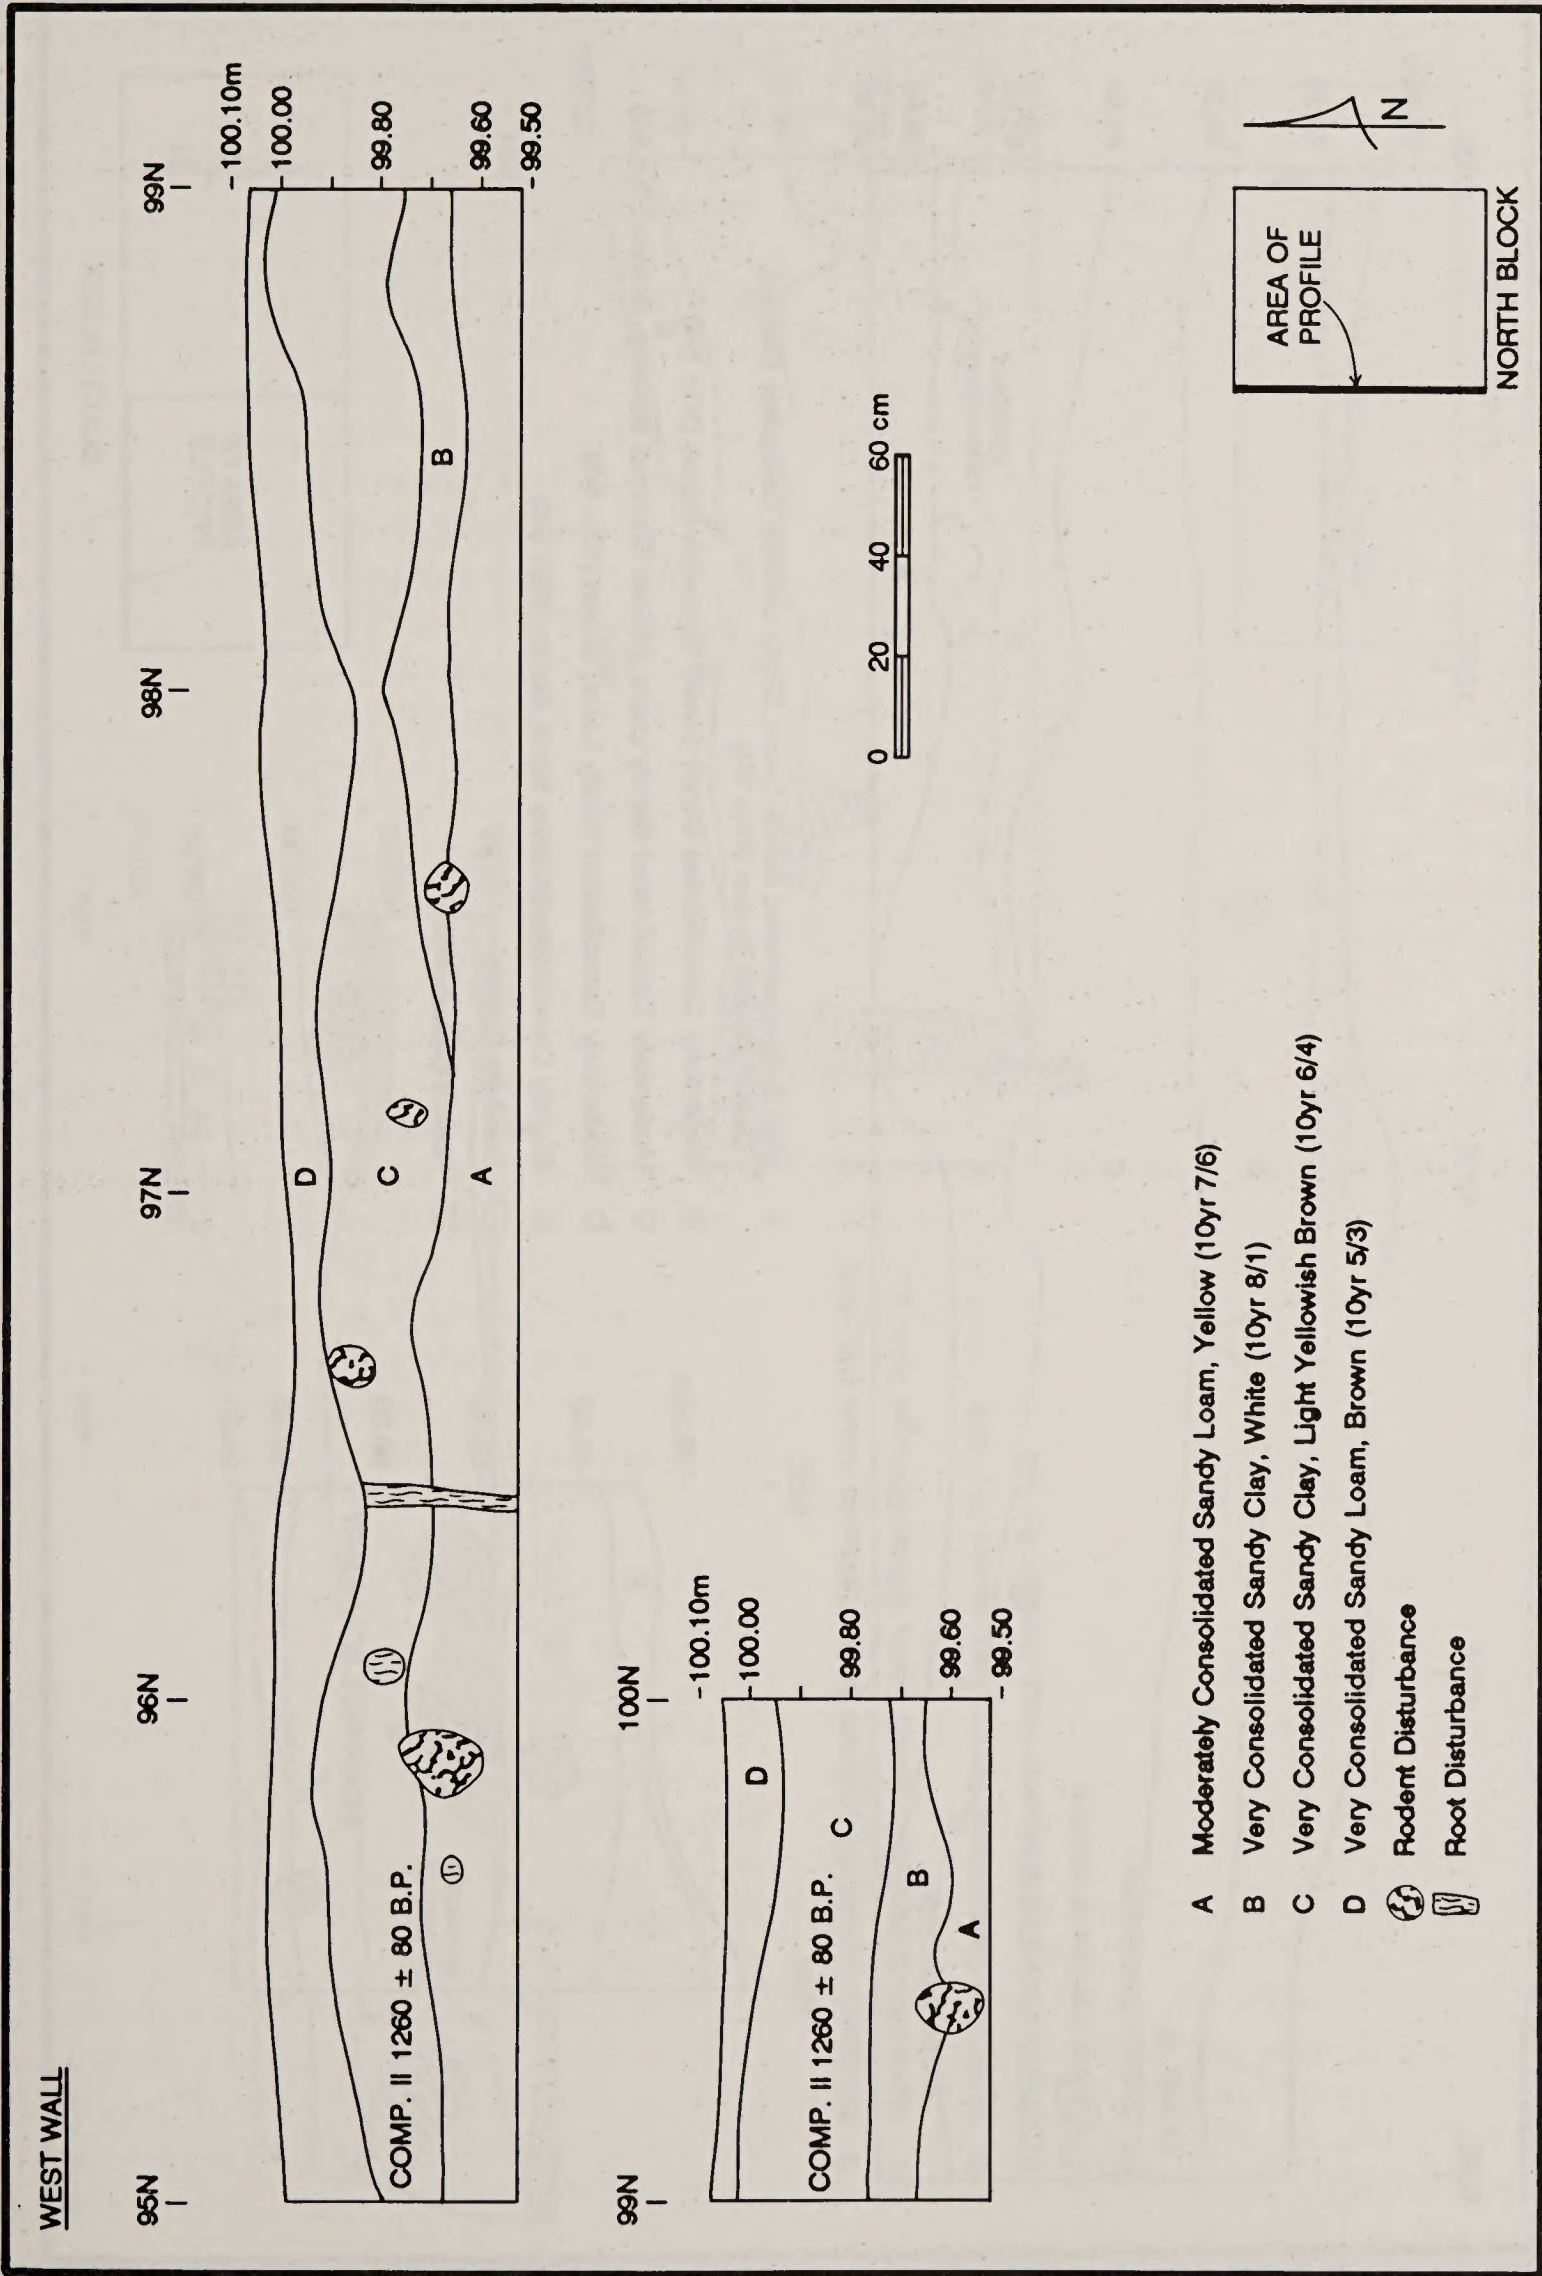 WEST WALL
95N
96N
97N
98N
99N
100.10m
100.00
99.80
99.60
99.50
D
C
A
B
COMP. II 1260 ± 80 B.P.
99N
100N
100.10m
100.00
99.80
99.60
99.50
D
C
COMP. II 1260 ± 80 B.P.
B
A
0 20 40 60 cm
A Moderately Consolidated Sandy Loam, Yellow (10yr 7/6)
B Very Consolidated Sandy Clay, White (10yr 8/1)
C Very Consolidated Sandy Clay, Light Yellowish Brown (10yr 6/4)
D Very Consolidated Sandy Loam, Brown (10yr 5/3)
Rodent Disturbance
Root Disturbance
AREA OF
PROFILE
NORTH BLOCK
N